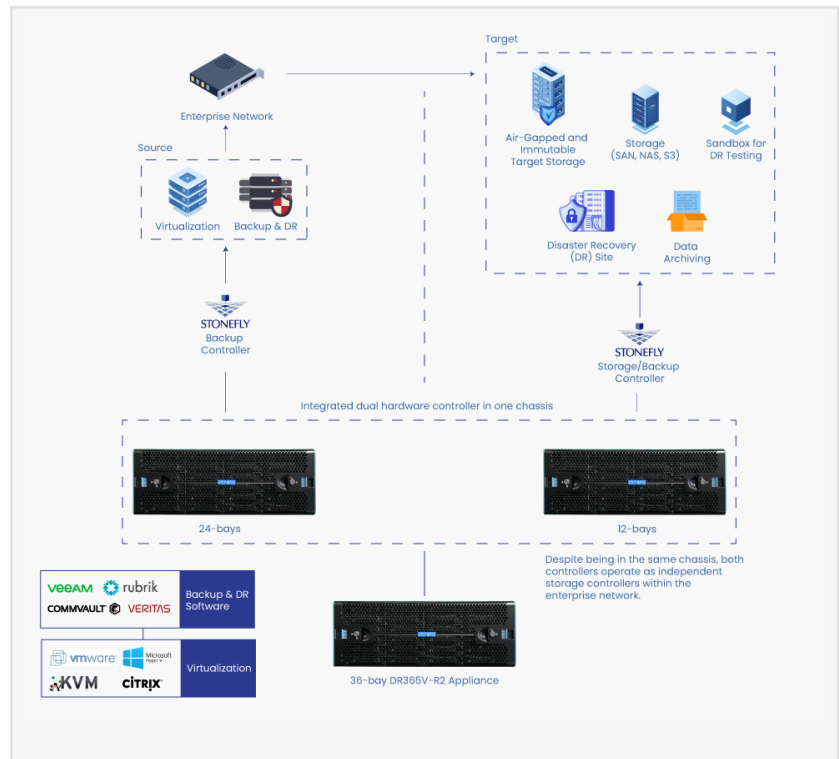 Target
Enterprise Network
Air-Gapped and
Immutable
Target Storage
Storage
(SAN, NAS, S3)
Sandbox for
DR Testing
Source
Virtualization
Backup & DR
Disaster Recovery
(DR) Site
Data
Archiving
STONEFLY
Backup
Controller
STONEFLY
Storage/Backup
Controller
Integrated dual hardware controller in one chassis
24-bays
12-bays
Despite being in the same chassis, both
controllers operate as independent
storage controllers within the
enterprise network.
veeAM
rubrik
COMMVAULT
VERITAS
Backup & DR
Software
vmware
Microsoft
Hyper-V
KVM
CİTRIX
Virtualization
36-bay DR365V-R2 Appliance